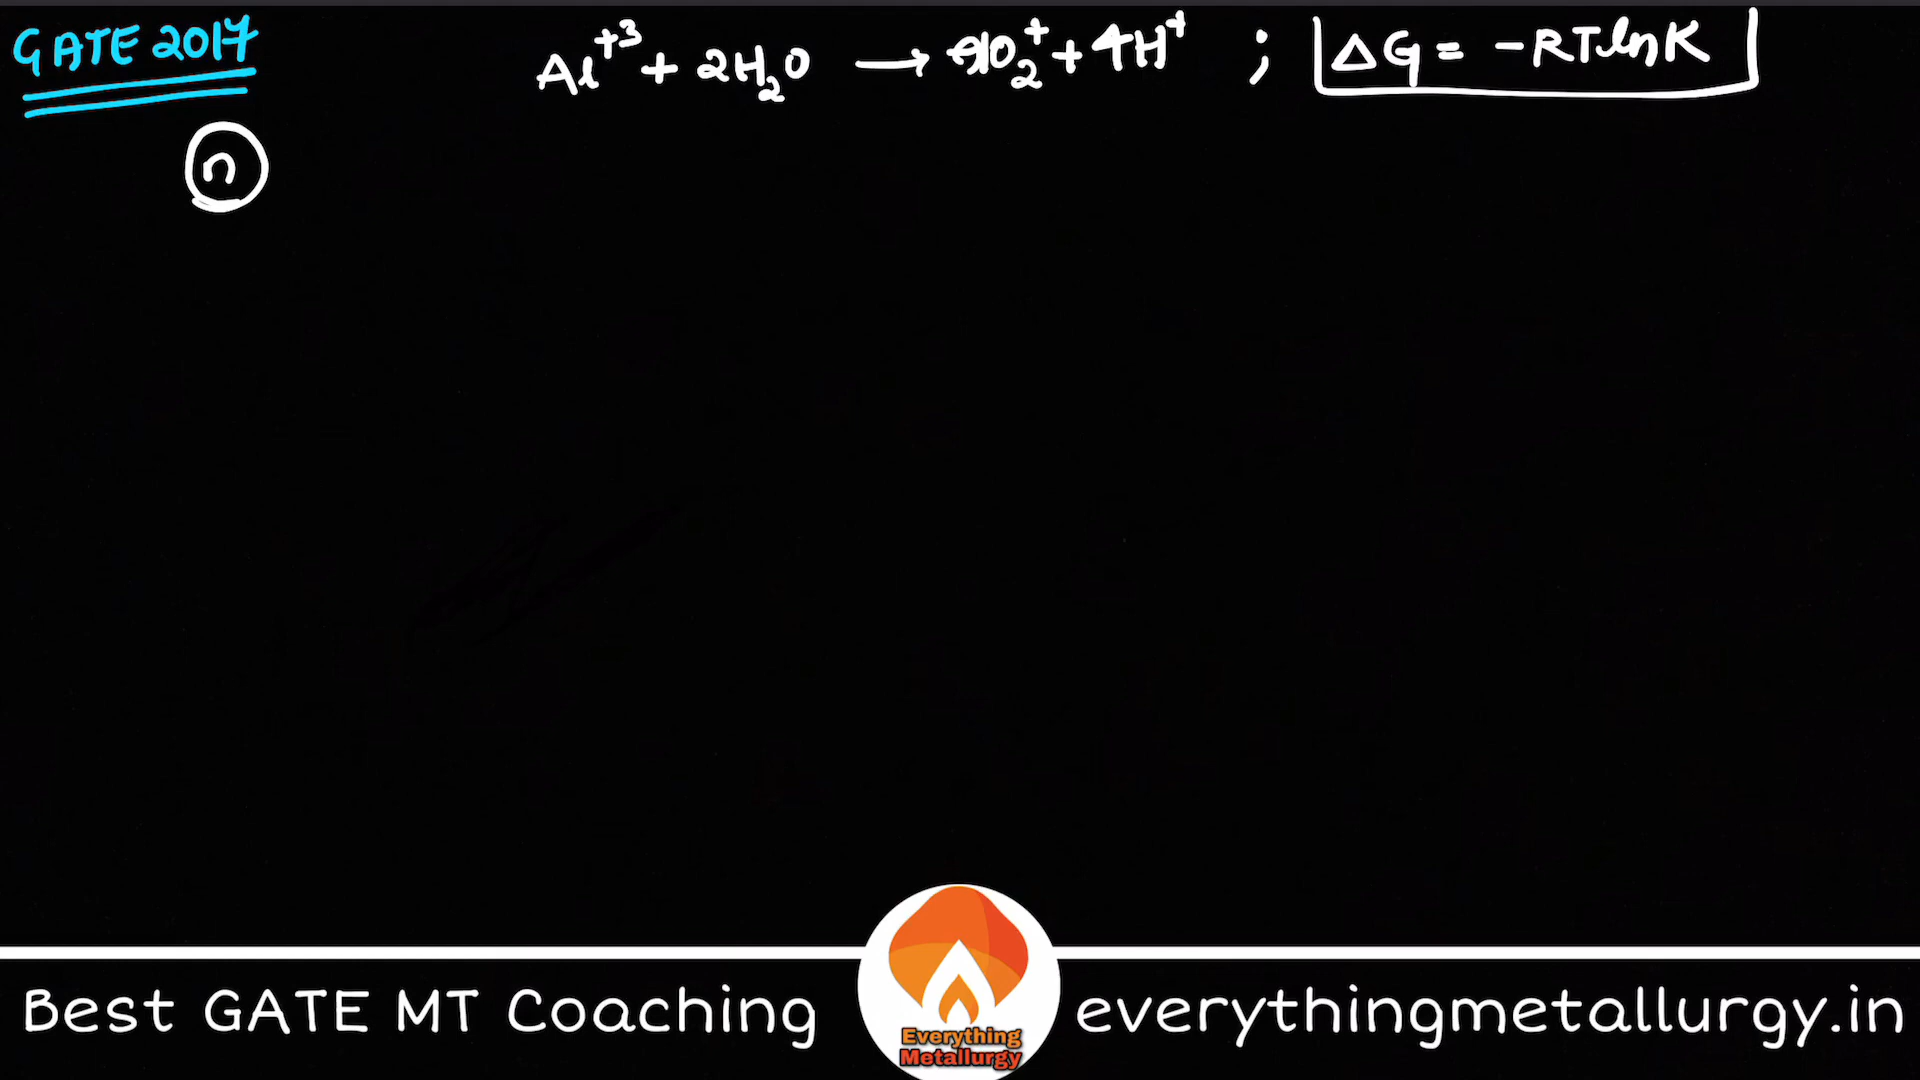 GATE 2017
Al⁺³ + 2H₂O → AlO₂⁺ + 4H⁺ ; ΔG = -RTlnK
n
Best GATE MT Coaching
Everything
Metallurgy
everythingmetallurgy.in